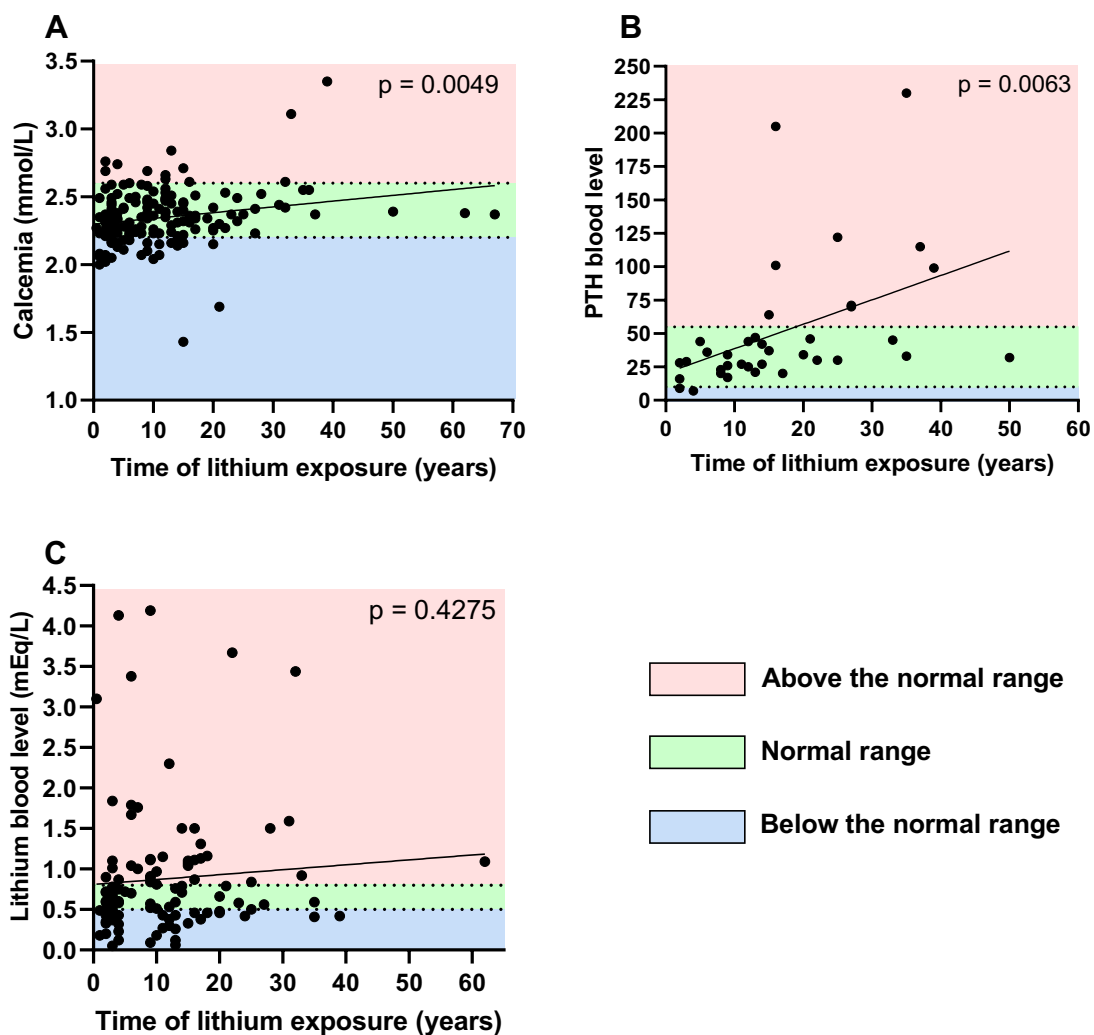 A
p = 0.0049
Calcemia (mmol/L)
3.5
3.0
2.5
2.0
1.5
1.0
0 10 20 30 40 50 60 70
Time of lithium exposure (years)
B
p = 0.0063
PTH blood level
250
225
200
175
150
125
100
75
50
25
0
0 10 20 30 40 50 60
Time of lithium exposure (years)
C
p = 0.4275
Lithium blood level (mEq/L)
4.5
4.0
3.5
3.0
2.5
2.0
1.5
1.0
0.5
0.0
0 10 20 30 40 50 60
Time of lithium exposure (years)
Above the normal range
Normal range
Below the normal range